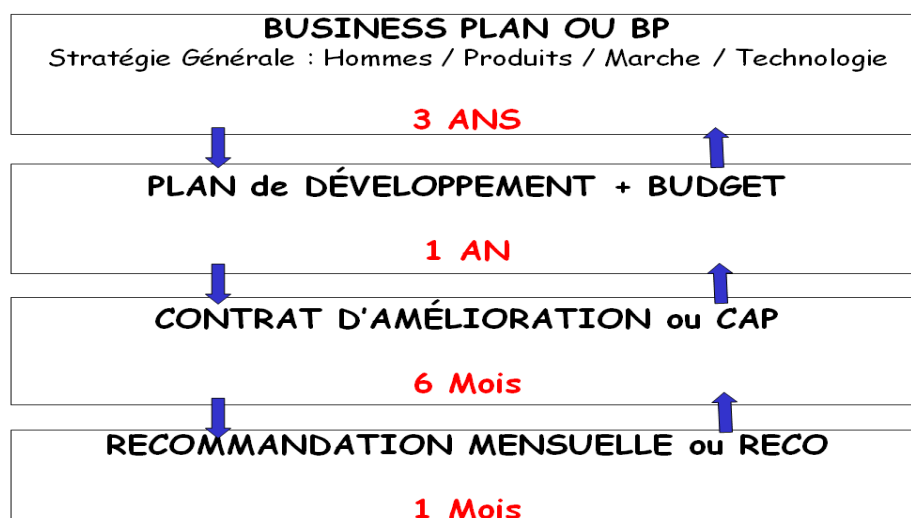 BUSINESS PLAN OU BP
Stratégie Générale : Hommes / Produits / Marche / Technologie
3 ANS
PLAN de DÉVELOPPEMENT + BUDGET
1 AN
CONTRAT D'AMÉLIORATION ou CAP
6 Mois
RECOMMANDATION MENSUELLE ou RECO
1 Mois